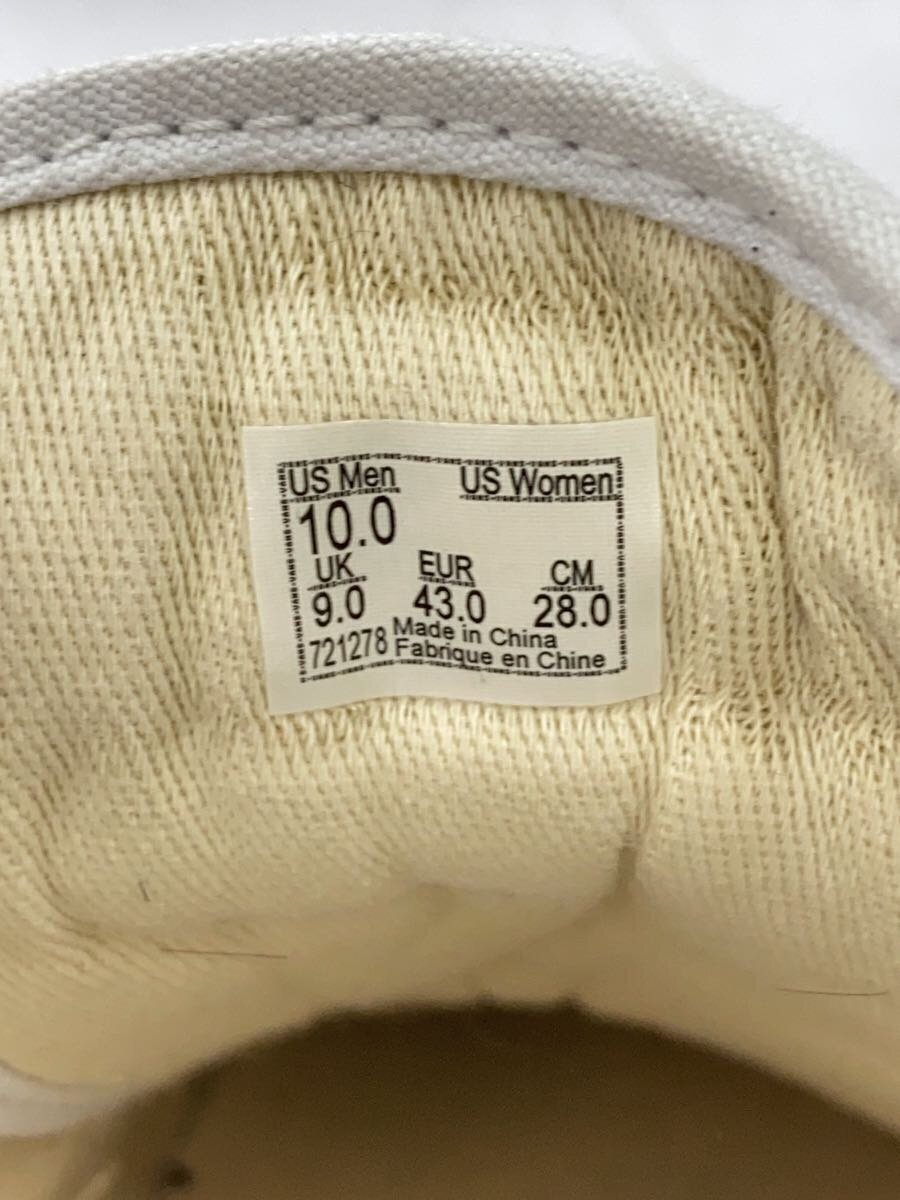 US Men US Women
10.0
UK EUR CM
9.0 43.0 28.0
721278 Made in China
Fabrique en Chine